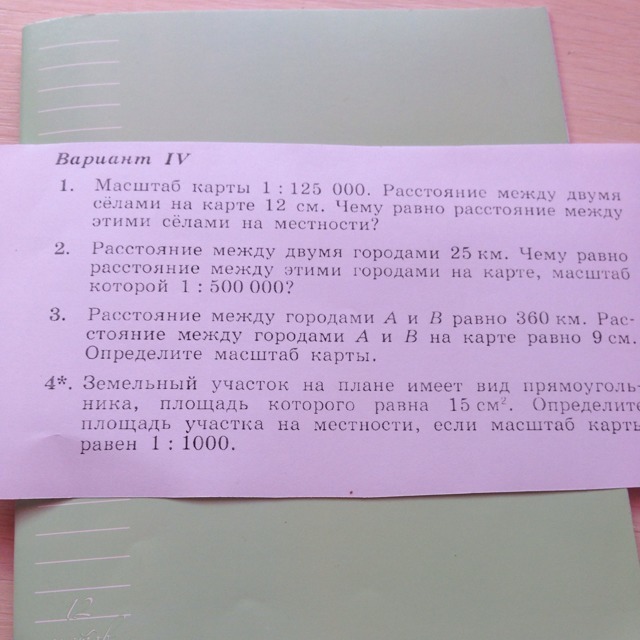 Вариант IV
1. Масштаб карты 1 : 125 000. Расстояние между двумя
сёлами на карте 12 см. Чему равно расстояние между
этими сёлами на местности?
2. Расстояние между двумя городами 25 км. Чему равно
расстояние между этими городами на карте, масштаб
которой 1 : 500 000?
3. Расстояние между городами А и В равно 360 км. Рас-
стояние между городами А и В на карте равно 9 см.
Определите масштаб карты.
4*. Земельный участок на плане имеет вид прямоуголь-
ника, площадь которого равна 15 см². Определите
площадь участка на местности, если масштаб карты
равен 1 : 1000.
12